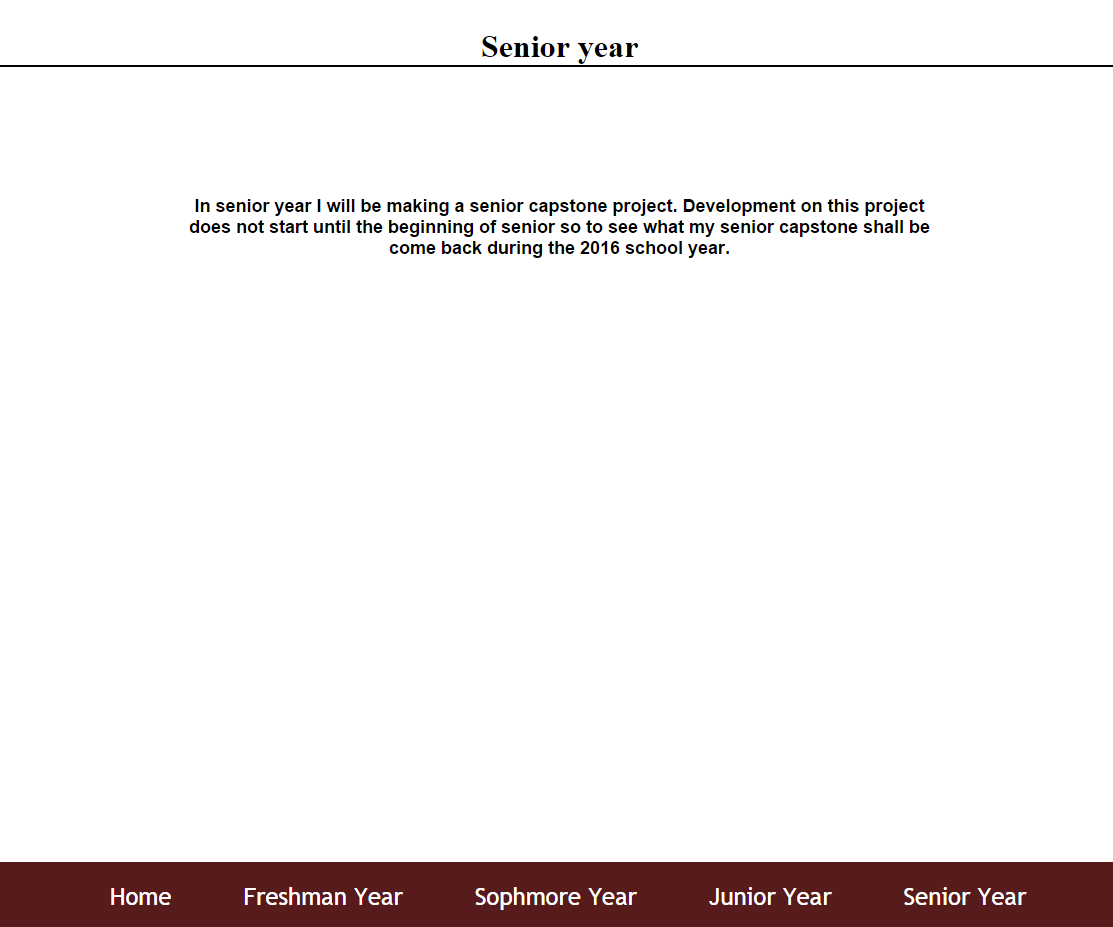 Senior year
In senior year I will be making a senior capstone project. Development on this project
does not start until the beginning of senior so to see what my senior capstone shall be
come back during the 2016 school year.
Home Freshman Year Sophmore Year Junior Year Senior Year